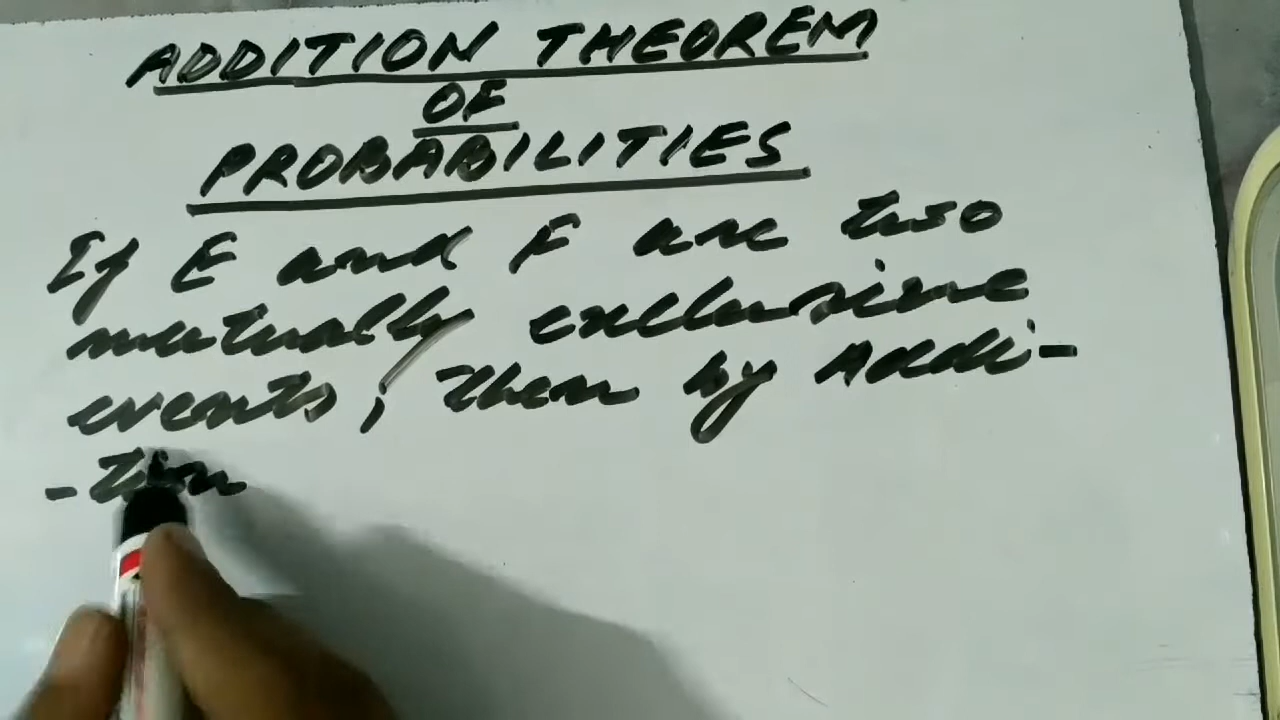 ADDITION THEOREM
OF
PROBABILITIES
If E and F are two
mutually exclusive
events, then by Addi-
-tion